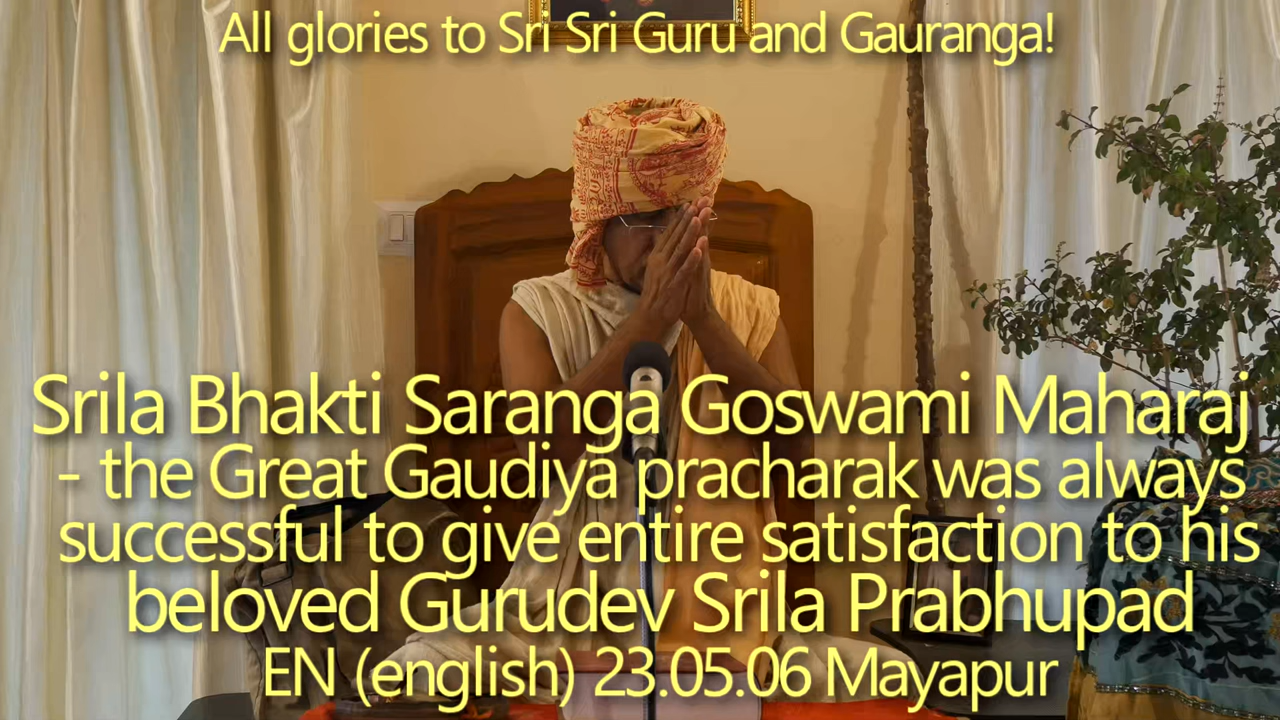 All glories to Sri Sri Guru and Gauranga!
Srila Bhakti Saranga Goswami Maharaj
- the Great Gaudiya pracharak was always
successful to give entire satisfaction to his
beloved Gurudev Srila Prabhupad
EN (english) 23.05.06 Mayapur